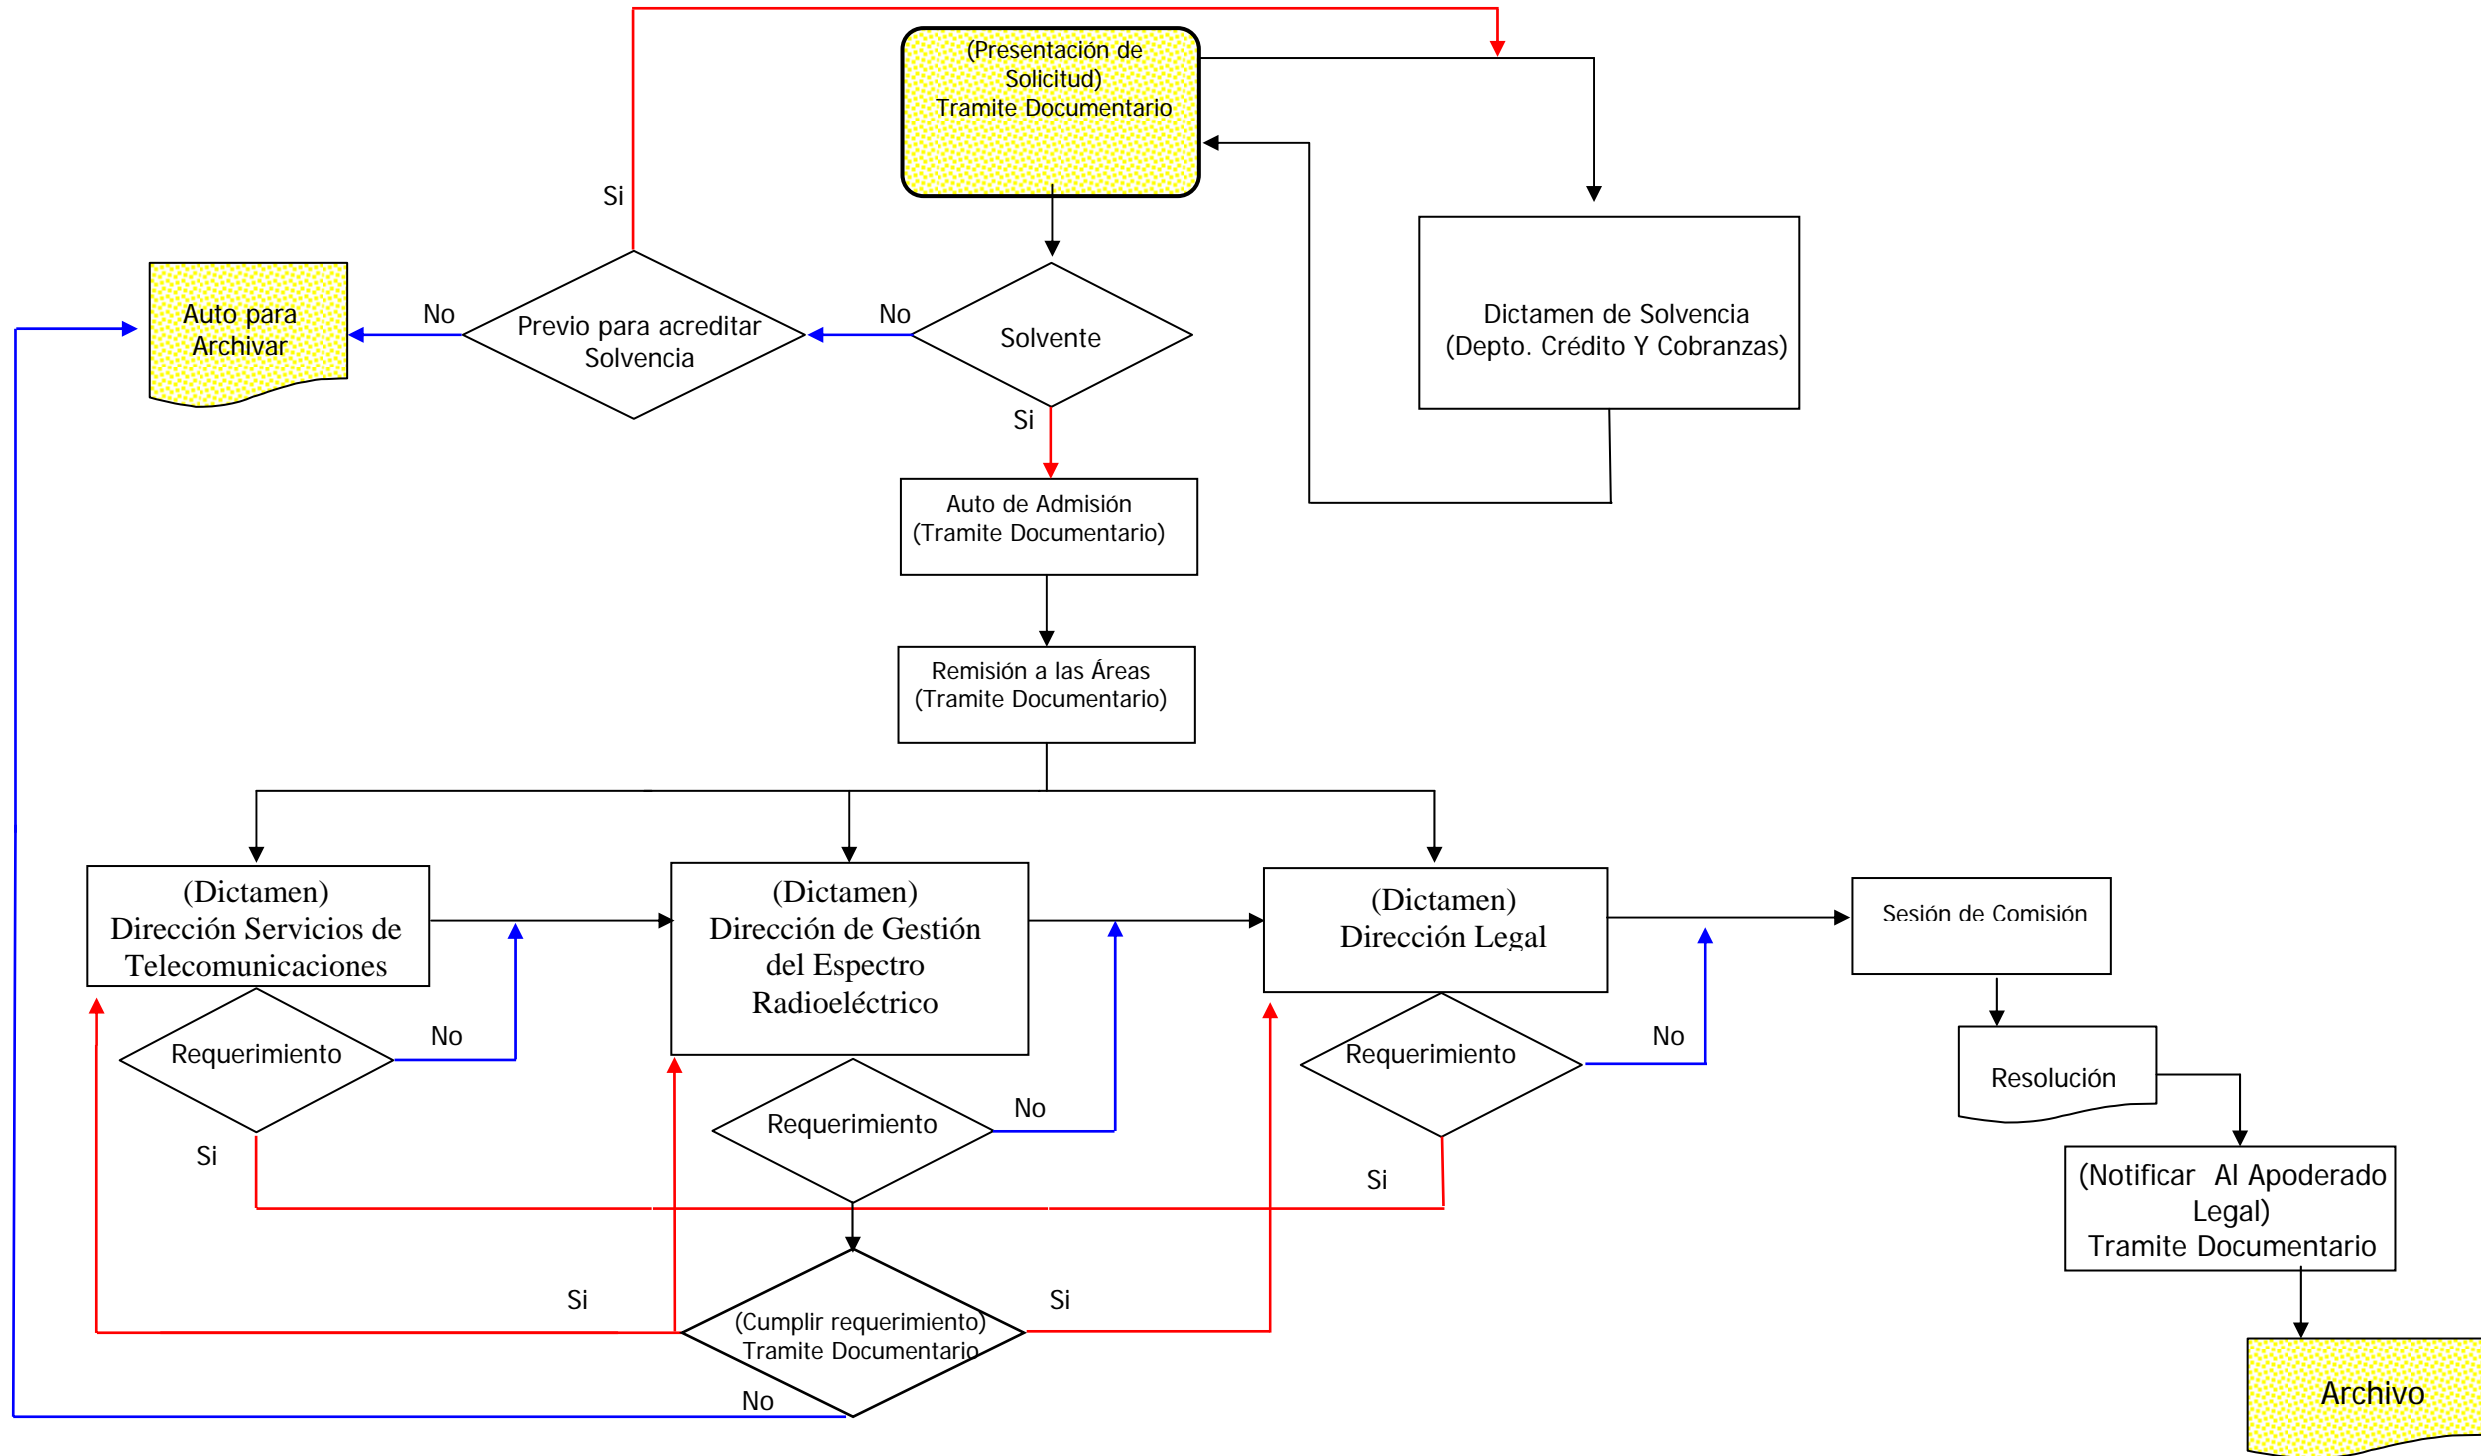 (Presentación de
Solicitud)
Tramite Documentario
Si
Auto para
Archivar
No
Previo para acreditar
Solvencia
No
Solvente
Dictamen de Solvencia
(Depto. Crédito Y Cobranzas)
Si
Auto de Admisión
(Tramite Documentario)
Remisión a las Áreas
(Tramite Documentario)
(Dictamen)
Dirección Servicios de
Telecomunicaciones
(Dictamen)
Dirección de Gestión
del Espectro
Radioeléctrico
(Dictamen)
Dirección Legal
Sesión de Comisión
Requerimiento
No
Requerimiento
No
Requerimiento
No
Resolución
Si
Si
(Notificar Al Apoderado
Legal)
Tramite Documentario
Si
(Cumplir requerimiento)
Tramite Documentario
Si
No
Archivo